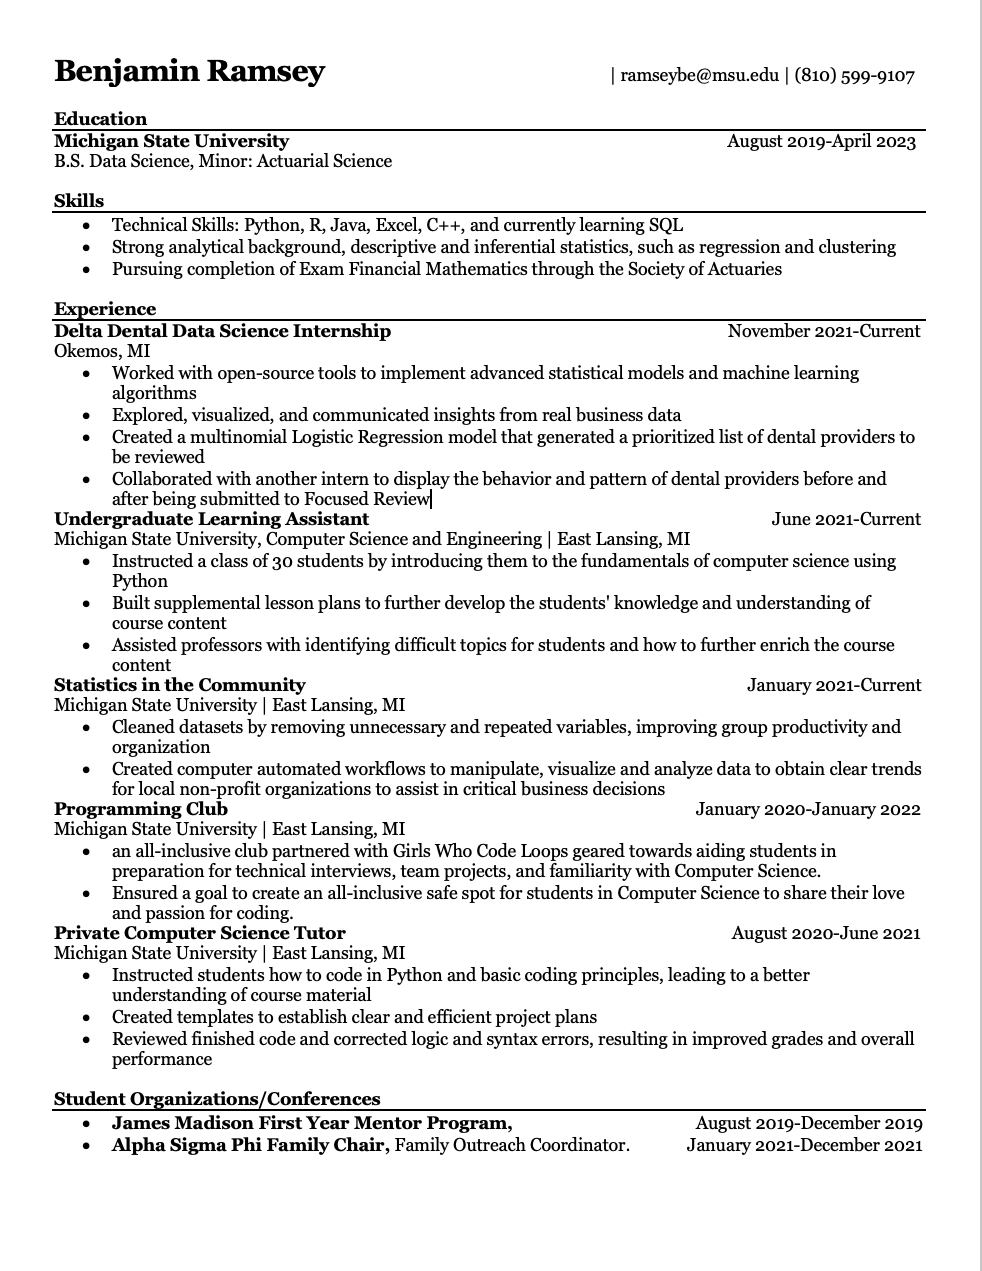 Benjamin Ramsey | ramseybe@msu.edu | (810) 599-9107
Education
Michigan State University August 2019-April 2023
B.S. Data Science, Minor: Actuarial Science
Skills
• Technical Skills: Python, R, Java, Excel, C++, and currently learning SQL
• Strong analytical background, descriptive and inferential statistics, such as regression and clustering
• Pursuing completion of Exam Financial Mathematics through the Society of Actuaries
Experience
Delta Dental Data Science Internship November 2021-Current
Okemos, MI
• Worked with open-source tools to implement advanced statistical models and machine learning
algorithms
• Explored, visualized, and communicated insights from real business data
• Created a multinomial Logistic Regression model that generated a prioritized list of dental providers to
be reviewed
• Collaborated with another intern to display the behavior and pattern of dental providers before and
after being submitted to Focused Review
Undergraduate Learning Assistant June 2021-Current
Michigan State University, Computer Science and Engineering | East Lansing, MI
• Instructed a class of 30 students by introducing them to the fundamentals of computer science using
Python
• Built supplemental lesson plans to further develop the students' knowledge and understanding of
course content
• Assisted professors with identifying difficult topics for students and how to further enrich the course
content
Statistics in the Community January 2021-Current
Michigan State University | East Lansing, MI
• Cleaned datasets by removing unnecessary and repeated variables, improving group productivity and
organization
• Created computer automated workflows to manipulate, visualize and analyze data to obtain clear trends
for local non-profit organizations to assist in critical business decisions
Programming Club January 2020-January 2022
Michigan State University | East Lansing, MI
• an all-inclusive club partnered with Girls Who Code Loops geared towards aiding students in
preparation for technical interviews, team projects, and familiarity with Computer Science.
• Ensured a goal to create an all-inclusive safe spot for students in Computer Science to share their love
and passion for coding.
Private Computer Science Tutor August 2020-June 2021
Michigan State University | East Lansing, MI
• Instructed students how to code in Python and basic coding principles, leading to a better
understanding of course material
• Created templates to establish clear and efficient project plans
• Reviewed finished code and corrected logic and syntax errors, resulting in improved grades and overall
performance
Student Organizations/Conferences
• James Madison First Year Mentor Program, August 2019-December 2019
• Alpha Sigma Phi Family Chair, Family Outreach Coordinator. January 2021-December 2021